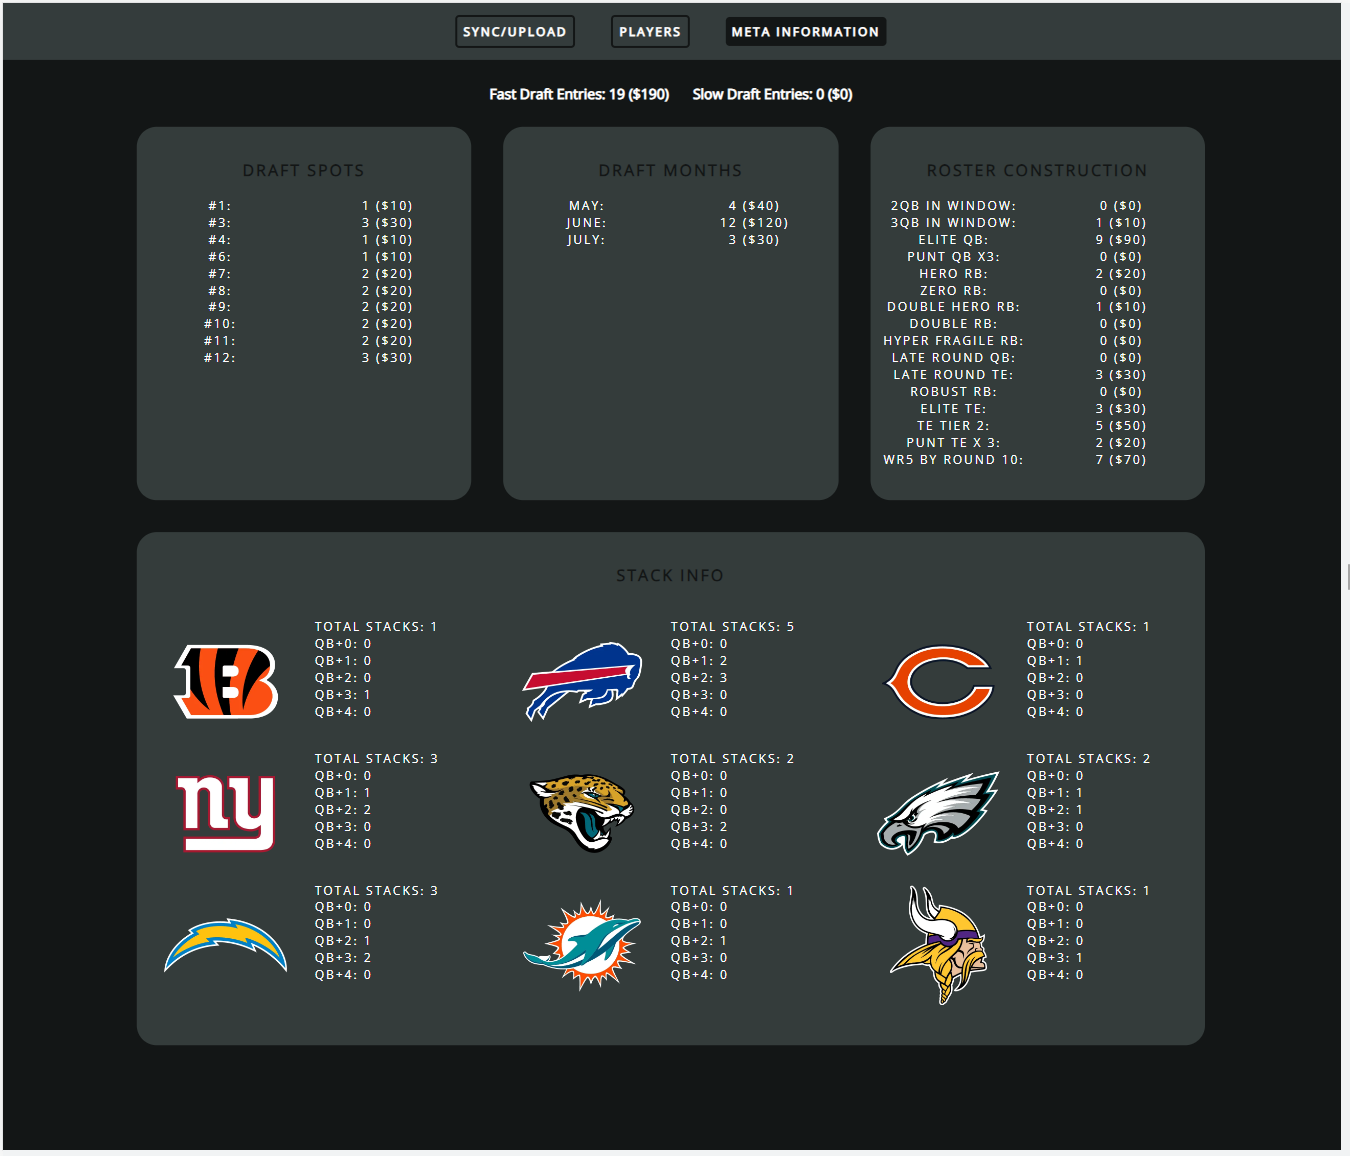 SYNC/UPLOAD PLAYERS META INFORMATION
Fast Draft Entries: 19 ($190) Slow Draft Entries: 0 ($0)
DRAFT SPOTS
#1: 1 ($10)
#3: 3 ($30)
#4: 1 ($10)
#6: 1 ($10)
#7: 2 ($20)
#8: 2 ($20)
#9: 2 ($20)
#10: 2 ($20)
#11: 2 ($20)
#12: 3 ($30)
DRAFT MONTHS
MAY: 4 ($40)
JUNE: 12 ($120)
JULY: 3 ($30)
ROSTER CONSTRUCTION
2QB IN WINDOW: 0 ($0)
3QB IN WINDOW: 1 ($10)
ELITE QB: 9 ($90)
PUNT QB X3: 0 ($0)
HERO RB: 2 ($20)
ZERO RB: 0 ($0)
DOUBLE HERO RB: 1 ($10)
DOUBLE RB: 0 ($0)
HYPER FRAGILE RB: 0 ($0)
LATE ROUND QB: 0 ($0)
LATE ROUND TE: 3 ($30)
ROBUST RB: 0 ($0)
ELITE TE: 3 ($30)
TE TIER 2: 5 ($50)
PUNT TE X 3: 2 ($20)
WR5 BY ROUND 10: 7 ($70)
STACK INFO
B
TOTAL STACKS: 1
QB+0: 0
QB+1: 0
QB+2: 0
QB+3: 1
QB+4: 0
TOTAL STACKS: 5
QB+0: 0
QB+1: 2
QB+2: 3
QB+3: 0
QB+4: 0
C
TOTAL STACKS: 1
QB+0: 0
QB+1: 1
QB+2: 0
QB+3: 0
QB+4: 0
ny
TOTAL STACKS: 3
QB+0: 0
QB+1: 1
QB+2: 2
QB+3: 0
QB+4: 0
TOTAL STACKS: 2
QB+0: 0
QB+1: 0
QB+2: 0
QB+3: 2
QB+4: 0
TOTAL STACKS: 2
QB+0: 0
QB+1: 1
QB+2: 1
QB+3: 0
QB+4: 0
TOTAL STACKS: 3
QB+0: 0
QB+1: 0
QB+2: 1
QB+3: 2
QB+4: 0
TOTAL STACKS: 1
QB+0: 0
QB+1: 0
QB+2: 1
QB+3: 0
QB+4: 0
TOTAL STACKS: 1
QB+0: 0
QB+1: 0
QB+2: 0
QB+3: 1
QB+4: 0